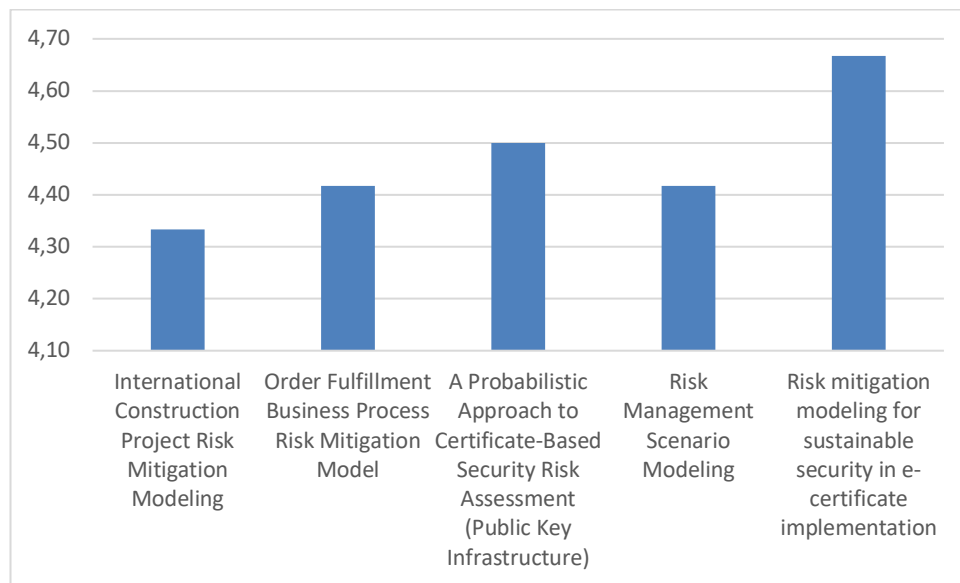 4,70
4,60
4,50
4,40
4,30
4,20
4,10
International
Construction
Project Risk
Mitigation
Modeling
Order Fulfillment
Business Process
Risk Mitigation
Model
A Probabilistic
Approach to
Certificate-Based
Security Risk
Assessment
(Public Key
Infrastructure)
Risk
Management
Scenario
Modeling
Risk mitigation
modeling for
sustainable
security in e-
certificate
implementation